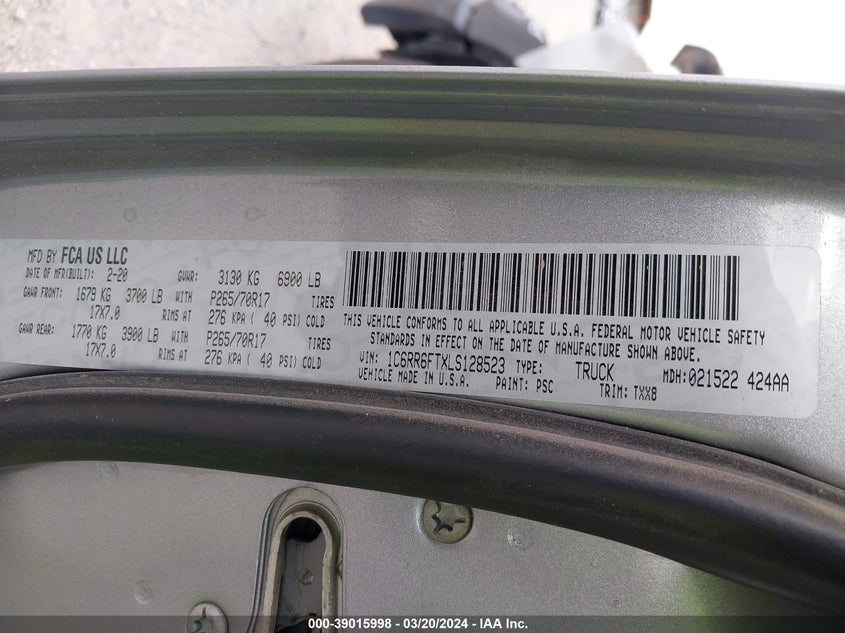 MFD BY FCA US LLC
DATE OF MFR(BUILT): 2-20 GVWR: 3130 KG 6900 LB
GAWR FRONT: 1679 KG 3700 LB WITH P265/70R17 TIRES
17X7.0 RIMS AT 276 KPA ( 40 PSI) COLD
GAWR REAR: 1770 KG 3900 LB WITH P265/70R17 TIRES
17X7.0 RIMS AT 276 KPA ( 40 PSI) COLD
THIS VEHICLE CONFORMS TO ALL APPLICABLE U.S.A. FEDERAL MOTOR VEHICLE SAFETY
STANDARDS IN EFFECT ON THE DATE OF MANUFACTURE SHOWN ABOVE.
VIN: 1C6RR6FTXLS128523 TYPE: TRUCK MDH:021522 424AA
VEHICLE MADE IN U.S.A. PAINT: PSC TRIM: TXX8
000-39015998 - 03/20/2024 - IAA Inc.